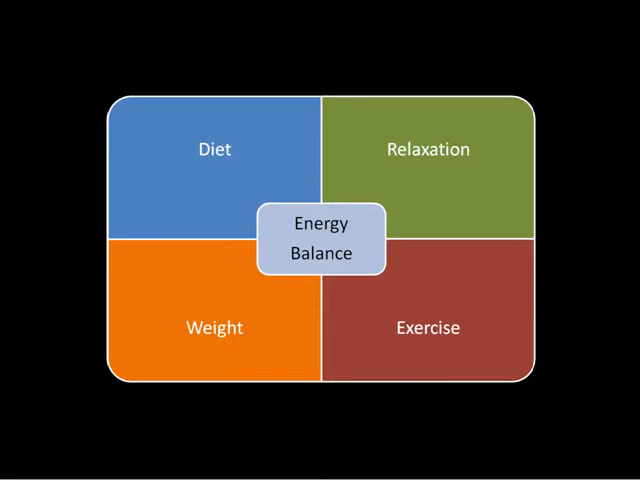 Diet
Relaxation
Energy
Balance
Weight
Exercise